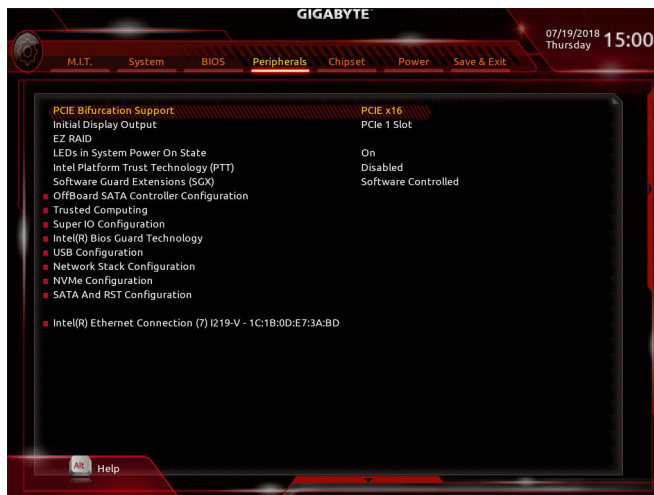 GIGABYTE™
07/19/2018 Thursday 15:00
M.I.T. System BIOS Peripherals Chipset Power Save & Exit
PCIE Bifurcation Support PCIE x16
Initial Display Output PCIe 1 Slot
EZ RAID
LEDs in System Power On State On
Intel Platform Trust Technology (PTT) Disabled
Software Guard Extensions (SGX) Software Controlled
OffBoard SATA Controller Configuration
Trusted Computing
Super IO Configuration
Intel(R) Bios Guard Technology
USB Configuration
Network Stack Configuration
NVMe Configuration
SATA And RST Configuration
Intel(R) Ethernet Connection (7) I219-V - 1C:1B:0D:E7:3A:BD
Alt Help